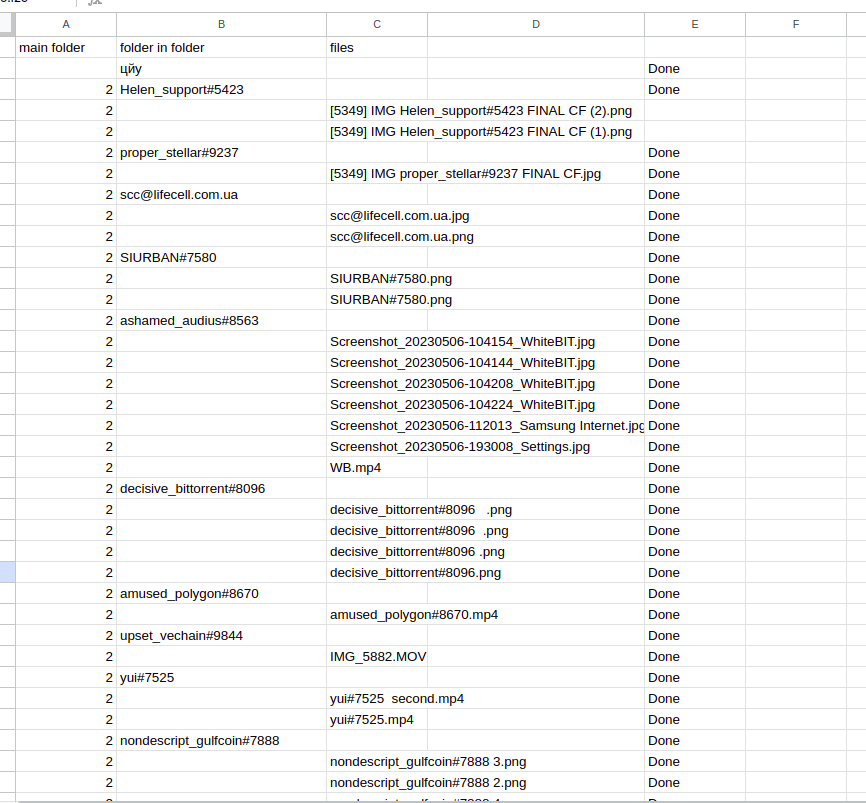 A B C D E F
main folder folder in folder files
цйу Done
2 Helen_support#5423 Done
2 [5349] IMG Helen_support#5423 FINAL CF (2).png
2 [5349] IMG Helen_support#5423 FINAL CF (1).png
2 proper_stellar#9237 Done
2 [5349] IMG proper_stellar#9237 FINAL CF.jpg Done
2 scc@lifecell.com.ua Done
2 scc@lifecell.com.ua.jpg Done
2 scc@lifecell.com.ua.png Done
2 SIURBAN#7580 Done
2 SIURBAN#7580.png Done
2 SIURBAN#7580.png Done
2 ashamed_audius#8563 Done
2 Screenshot_20230506-104154_WhiteBIT.jpg Done
2 Screenshot_20230506-104144_WhiteBIT.jpg Done
2 Screenshot_20230506-104208_WhiteBIT.jpg Done
2 Screenshot_20230506-104224_WhiteBIT.jpg Done
2 Screenshot_20230506-112013_Samsung Internet.jpg Done
2 Screenshot_20230506-193008_Settings.jpg Done
2 WB.mp4 Done
2 decisive_bittorrent#8096 Done
2 decisive_bittorrent#8096   .png Done
2 decisive_bittorrent#8096  .png Done
2 decisive_bittorrent#8096 .png Done
2 decisive_bittorrent#8096.png Done
2 amused_polygon#8670 Done
2 amused_polygon#8670.mp4 Done
2 upset_vechain#9844 Done
2 IMG_5882.MOV Done
2 yui#7525 Done
2 yui#7525  second.mp4 Done
2 yui#7525.mp4 Done
2 nondescript_gulfcoin#7888 Done
2 nondescript_gulfcoin#7888 3.png Done
2 nondescript_gulfcoin#7888 2.png Done